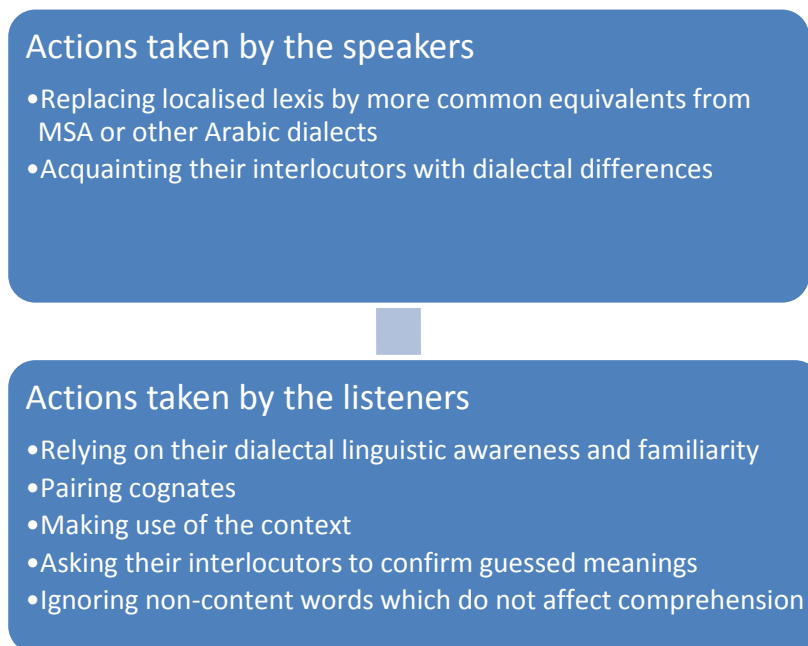 Actions taken by the speakers
•Replacing localised lexis by more common equivalents from
MSA or other Arabic dialects
•Acquainting their interlocutors with dialectal differences
Actions taken by the listeners
•Relying on their dialectal linguistic awareness and familiarity
•Pairing cognates
•Making use of the context
•Asking their interlocutors to confirm guessed meanings
•Ignoring non-content words which do not affect comprehension